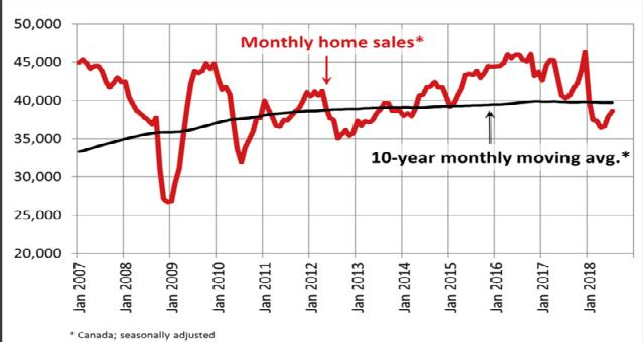 50,000
45,000
40,000
35,000
30,000
25,000
20,000
Monthly home sales*
10-year monthly moving avg.*
Jan 2007
Jan 2008
Jan 2009
Jan 2010
Jan 2011
Jan 2012
Jan 2013
Jan 2014
Jan 2015
Jan 2016
Jan 2017
Jan 2018
* Canada; seasonally adjusted